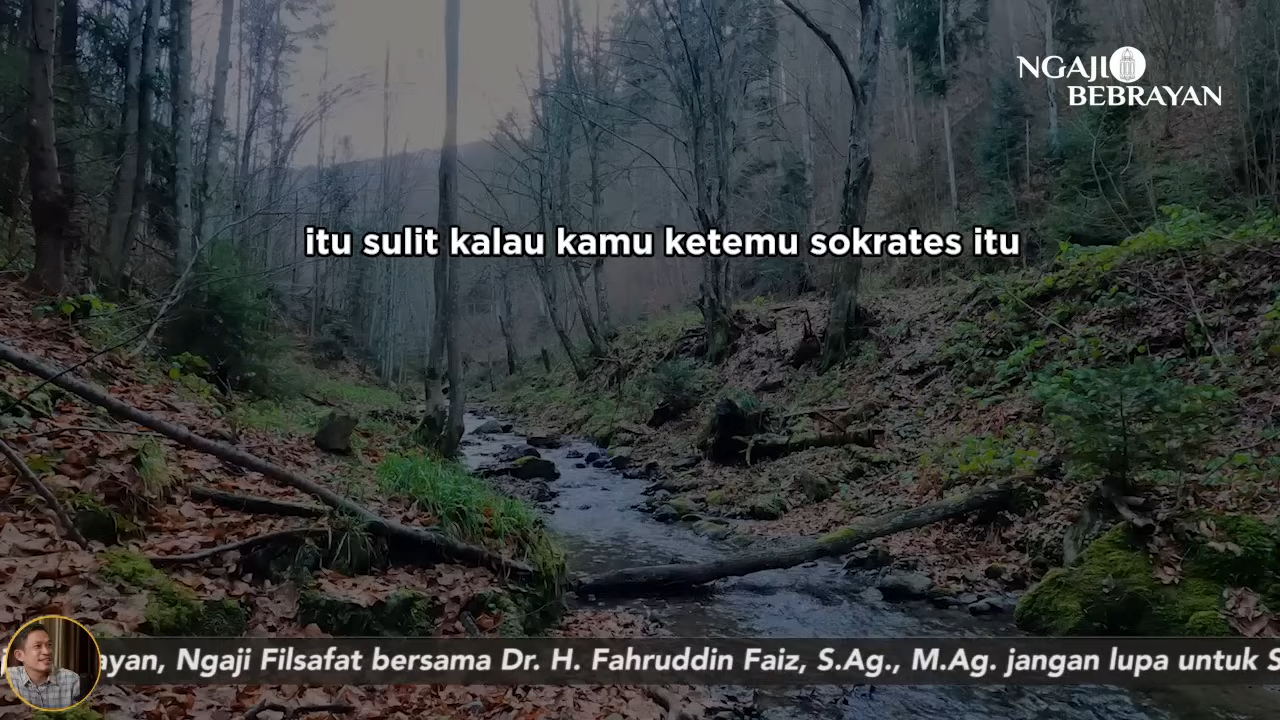 NGAJI
BEBRAYAN
itu sulit kalau kamu ketemu sokrates itu
ayan, Ngaji Filsafat bersama Dr. H. Fahruddin Faiz, S.Ag., M.Ag. jangan lupa untuk S